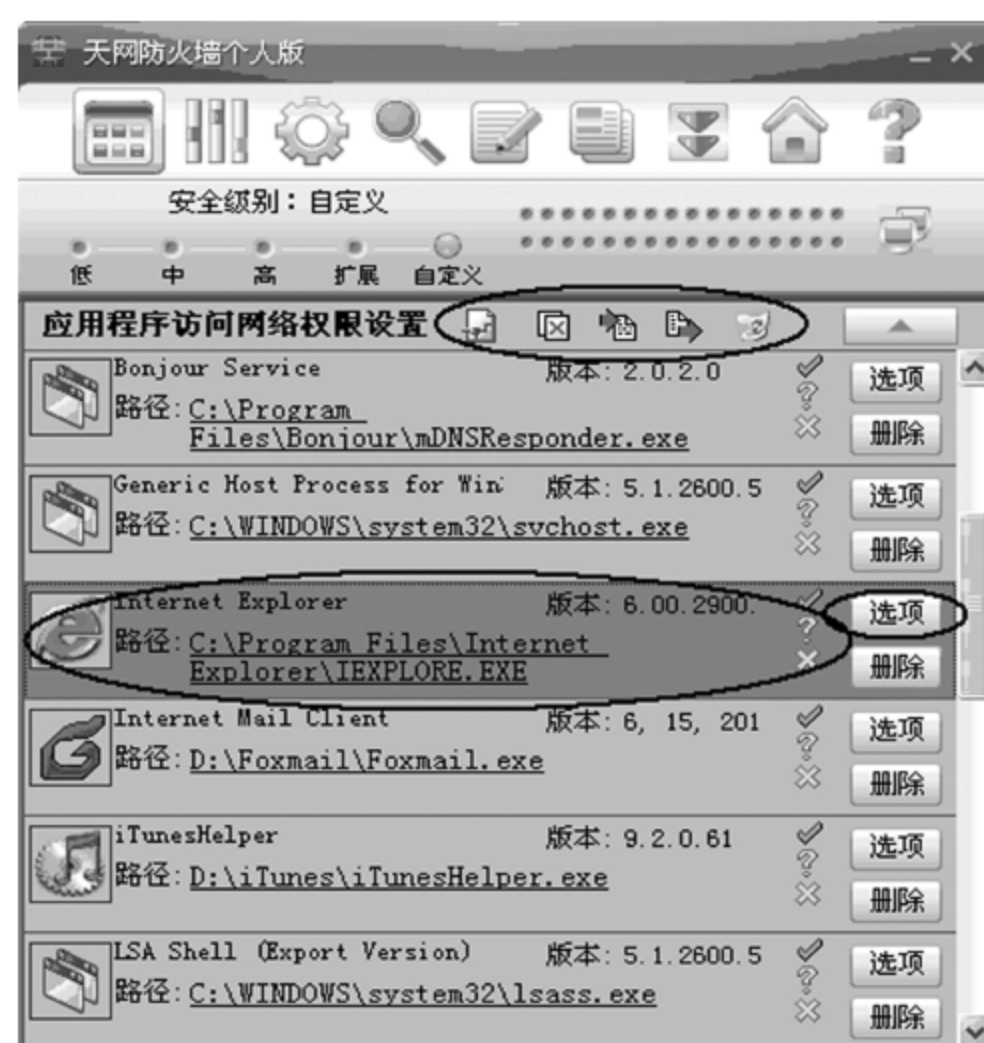 天网防火墙个人版
安全级别：自定义
低 中 高 扩展 自定义
应用程序访问网络权限设置
Bonjour Service 版本: 2.0.2.0 选项
路径: C:\Program
Files\Bonjour\mDNSResponder.exe 删除
Generic Host Process for Win 版本: 5.1.2600.5 选项
路径: C:\WINDOWS\system32\svchost.exe 删除
Internet Explorer 版本: 6.00.2900. 选项
路径: C:\Program Files\Internet
Explorer\IEXPLORE.EXE 删除
Internet Mail Client 版本: 6, 15, 201 选项
路径: D:\Foxmail\Foxmail.exe 删除
iTunesHelper 版本: 9.2.0.61 选项
路径: D:\iTunes\iTunesHelper.exe 删除
LSA Shell (Export Version) 版本: 5.1.2600.5 选项
路径: C:\WINDOWS\system32\lsass.exe 删除